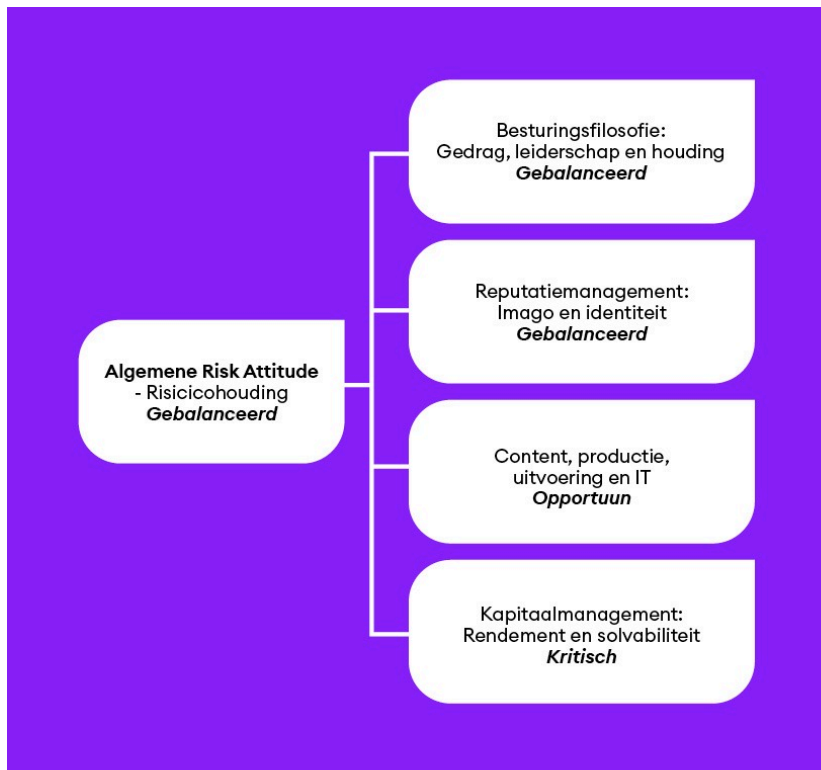 Besturingsfilosofie:
Gedrag, leiderschap en houding
Gebalanceerd
Reputatiemanagement:
Imago en identiteit
Gebalanceerd
Algemene Risk Attitude
- Risicicohouding
Gebalanceerd
Content, productie,
uitvoering en IT
Opportuun
Kapitaalmanagement:
Rendement en solvabiliteit
Kritisch